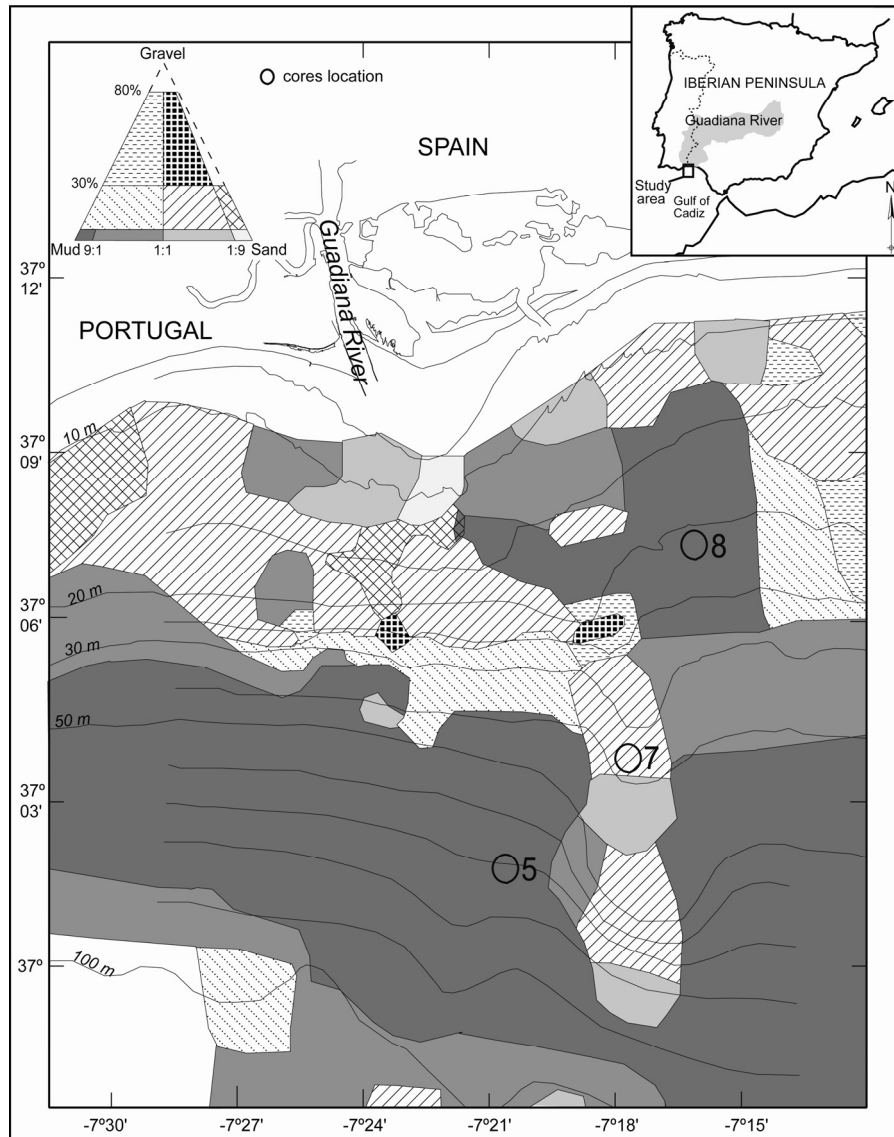 Gravel
80%
30%
Mud 9:1 1:1 1:9 Sand
cores location
SPAIN
PORTUGAL
Guadiana River
IBERIAN PENINSULA
Guadiana River
Study
area
Gulf of
Cadiz
N
37º
12'
37º
09'
37º
06'
37º
03'
37º
10 m
20 m
30 m
50 m
100 m
8
7
5
-7º30' -7º27' -7º24' -7º21' -7º18' -7º15'